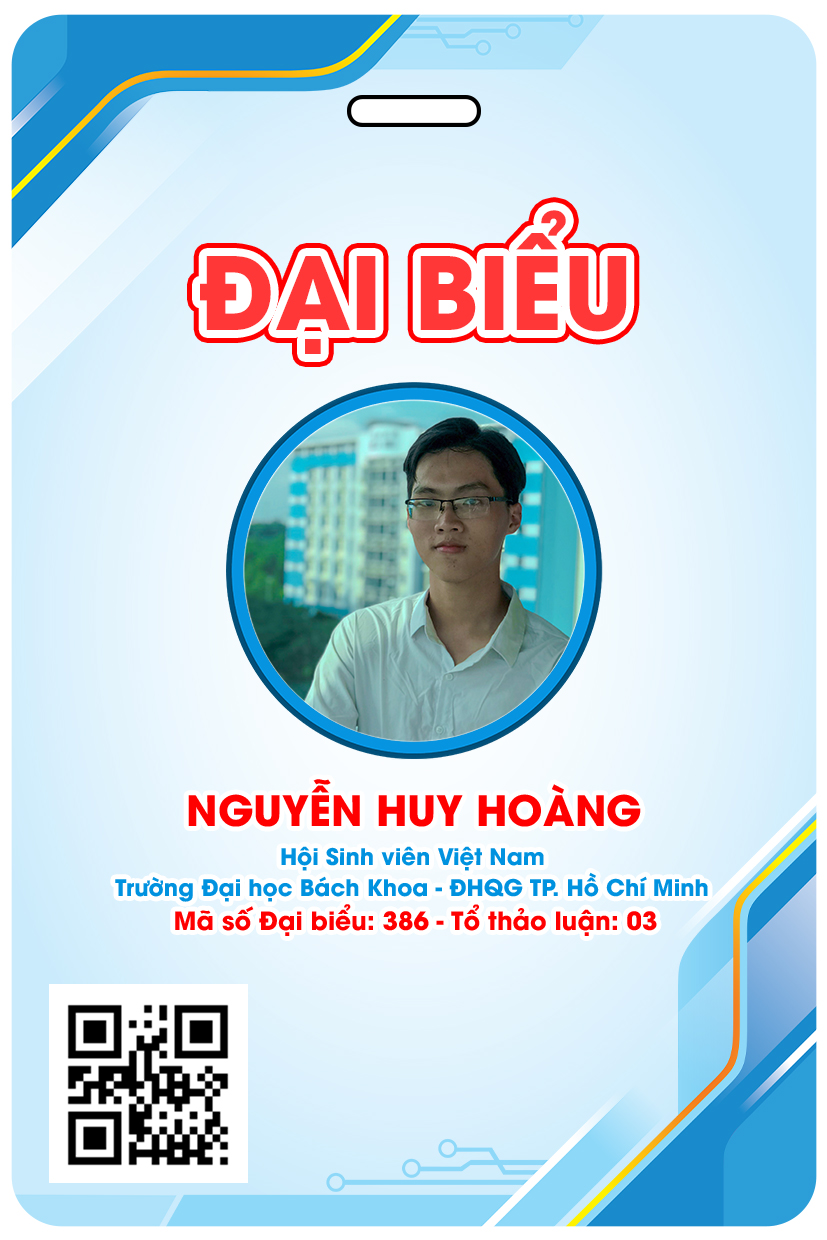 ĐẠI BIỂU
NGUYỄN HUY HOÀNG
Hội Sinh viên Việt Nam
Trường Đại học Bách Khoa - ĐHQG TP. Hồ Chí Minh
Mã số Đại biểu: 386 - Tổ thảo luận: 03